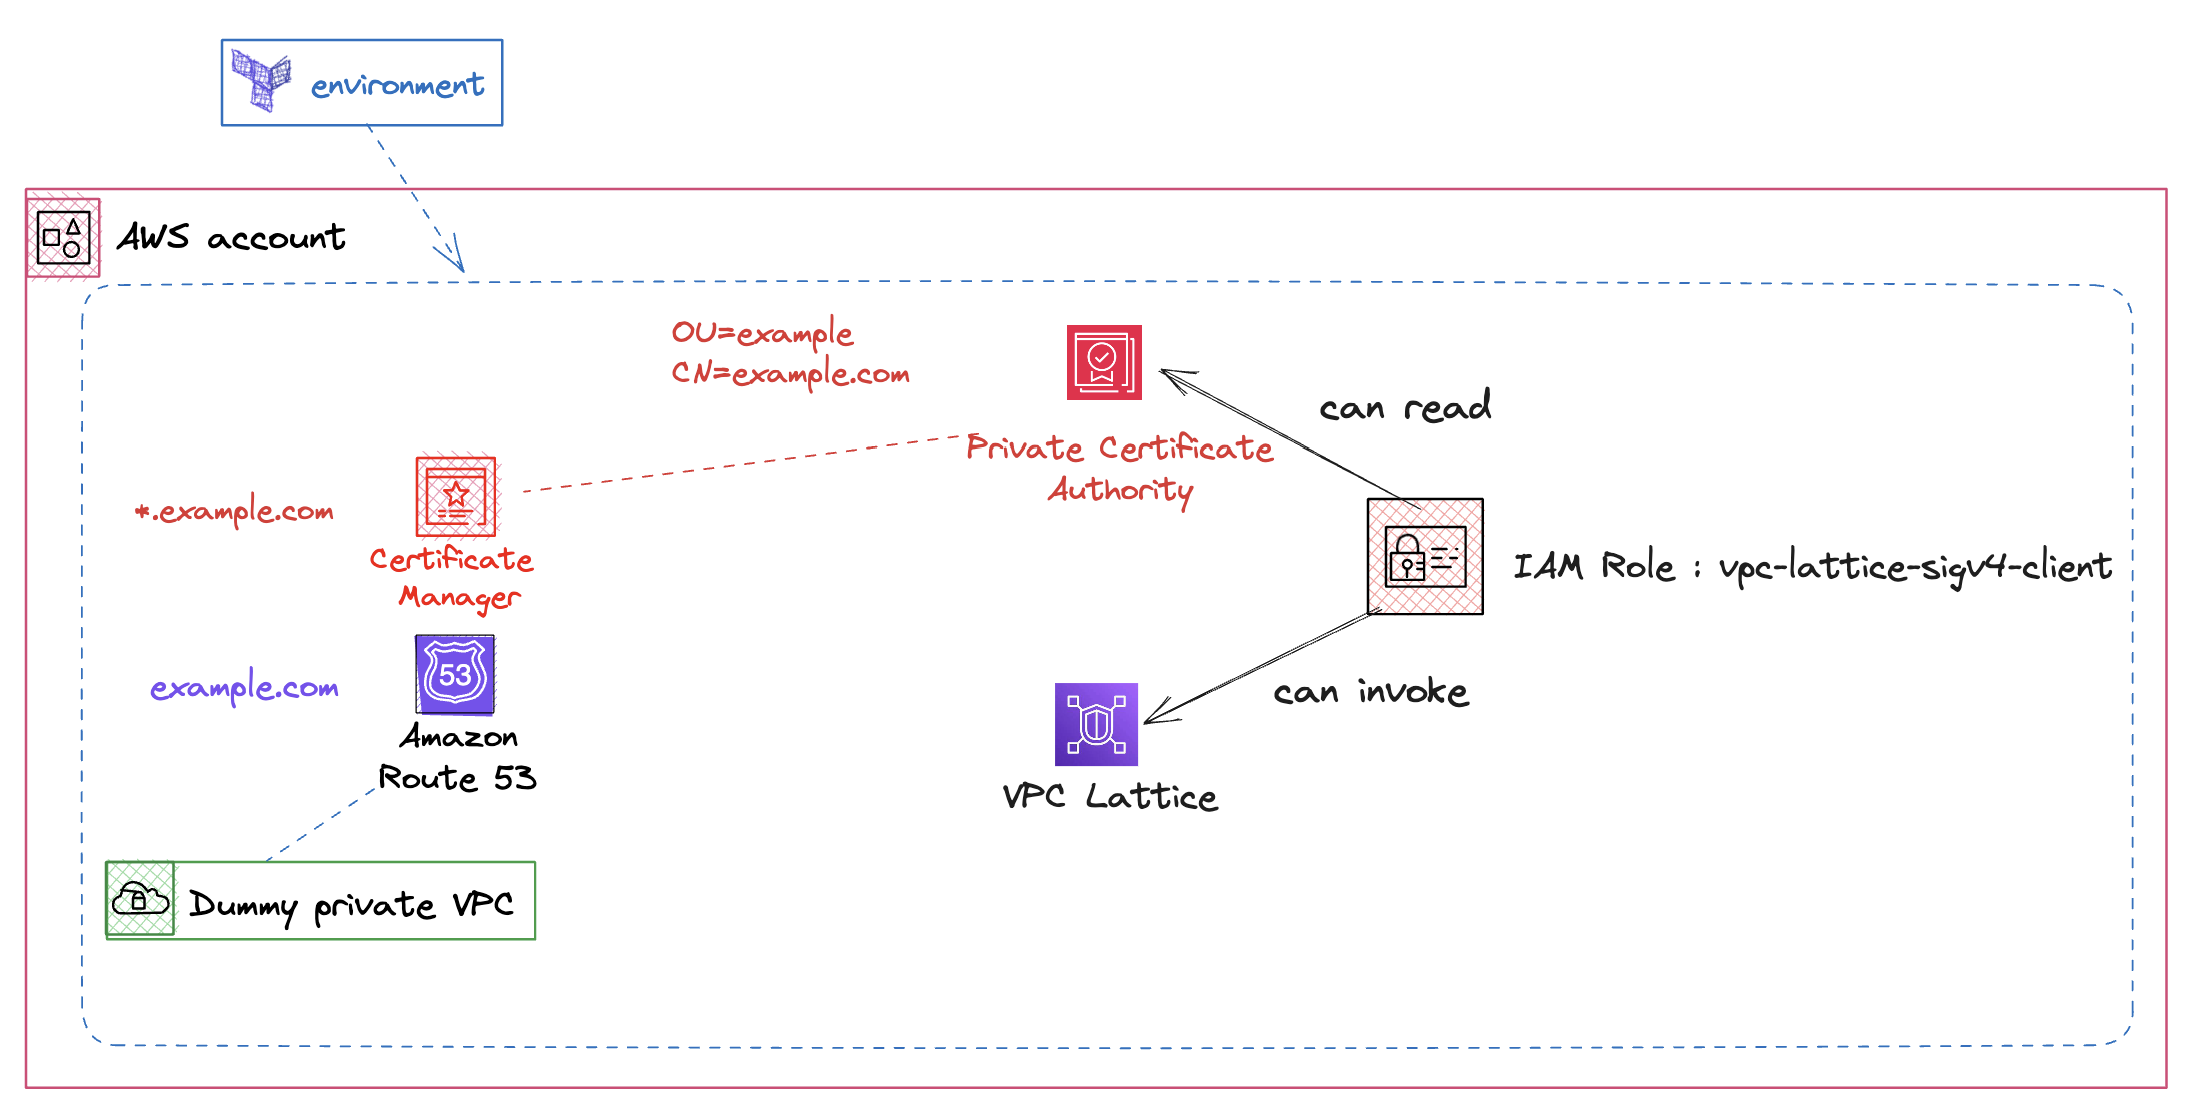 environment
AWS account
OU=example
CN=example.com
can read
Private Certificate
Authority
*.example.com
Certificate
Manager
IAM Role : vpc-lattice-sigv4-client
example.com
53
Amazon
Route 53
can invoke
VPC Lattice
Dummy private VPC